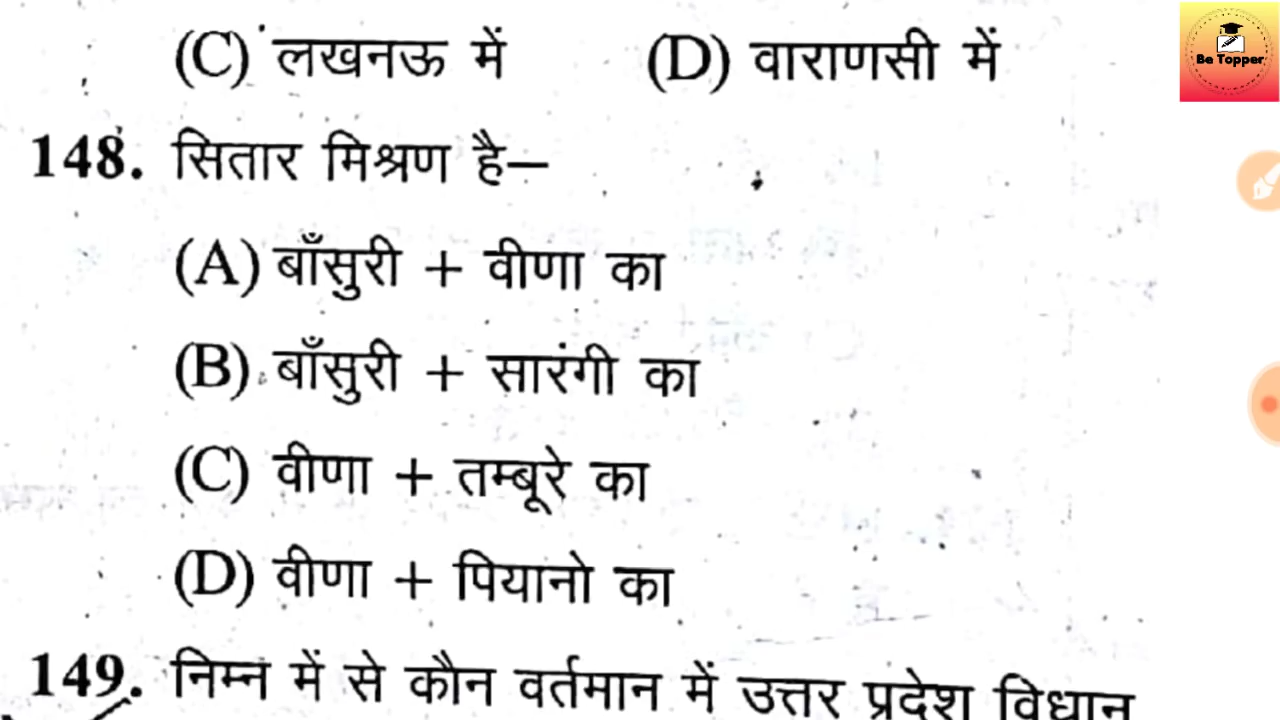 (C) लखनऊ में (D) वाराणसी में
Be Topper
148. सितार मिश्रण है—
(A) बाँसुरी + वीणा का
(B) बाँसुरी + सारंगी का
(C) वीणा + तम्बूरे का
(D) वीणा + पियानो का
149. निम्न में से कौन वर्तमान में उत्तर प्रदेश विधान